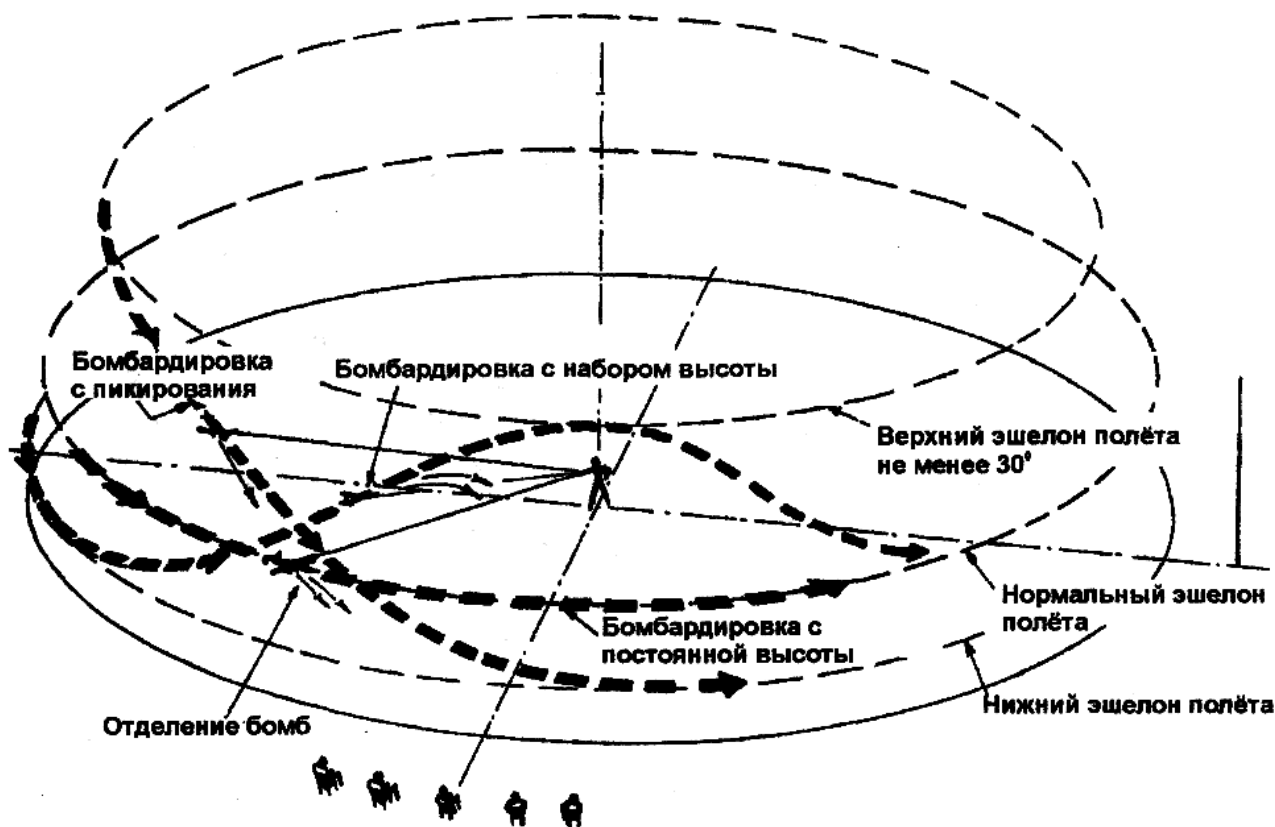 Бомбардировка
с пикирования
Бомбардировка с набором высоты
Верхний эшелон полёта
не менее 30⁰
Нормальный эшелон
полёта
Бомбардировка с
постоянной высоты
Нижний эшелон полёта
Отделение бомб